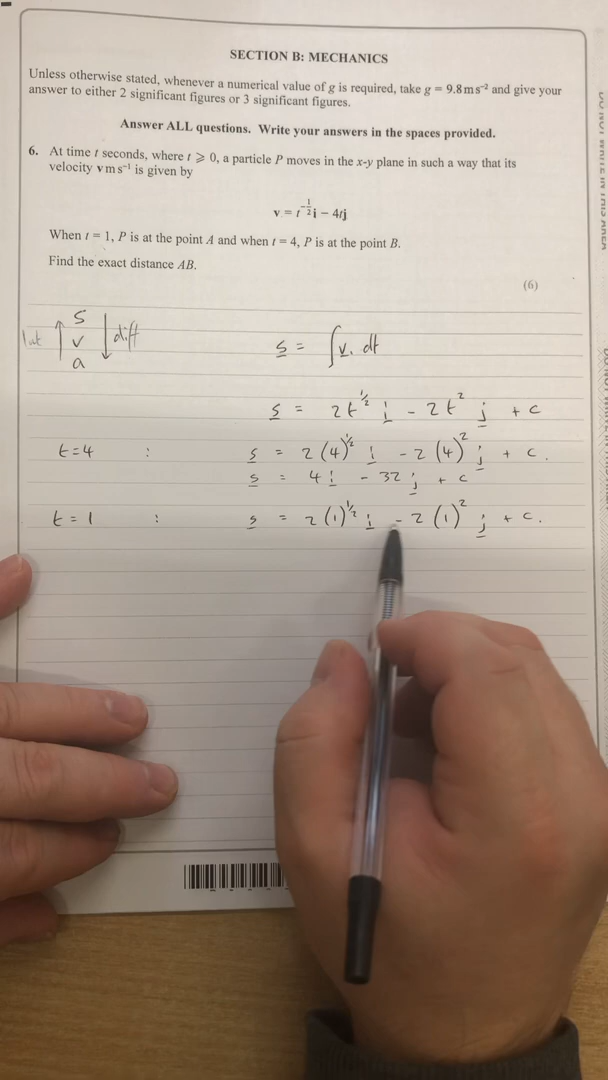 SECTION B: MECHANICS
Unless otherwise stated, whenever a numerical value of g is required, take g = 9.8 m s⁻² and give your
answer to either 2 significant figures or 3 significant figures.
Answer ALL questions. Write your answers in the spaces provided.
6. At time t seconds, where t ⩾ 0, a particle P moves in the x-y plane in such a way that its
velocity v m s⁻¹ is given by
v = t^(-1/2) i – 4t j
When t = 1, P is at the point A and when t = 4, P is at the point B.
Find the exact distance AB.
(6)
Int ↑ s v a ↓ diff
s = ∫ v. dt
s = 2t^(1/2) i - 2t² j + c
t=4 : s = 2(4)^(1/2) i - 2(4)² j + c.
s = 4i - 32j + c
t=1 : s = 2(1)^(1/2) i - 2(1)² j + c.